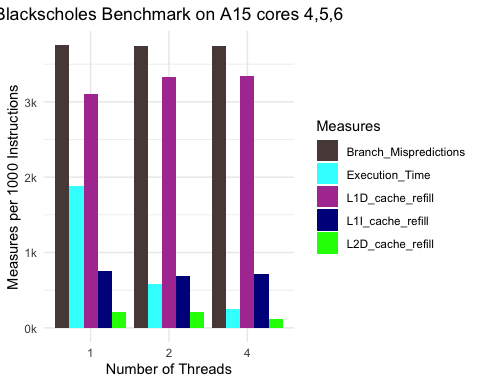 Blackscholes Benchmark on A15 cores 4,5,6
Measures per 1000 Instructions
3k
2k
1k
0k
1 2 4
Number of Threads
Measures
Branch_Mispredictions
Execution_Time
L1D_cache_refill
L1I_cache_refill
L2D_cache_refill